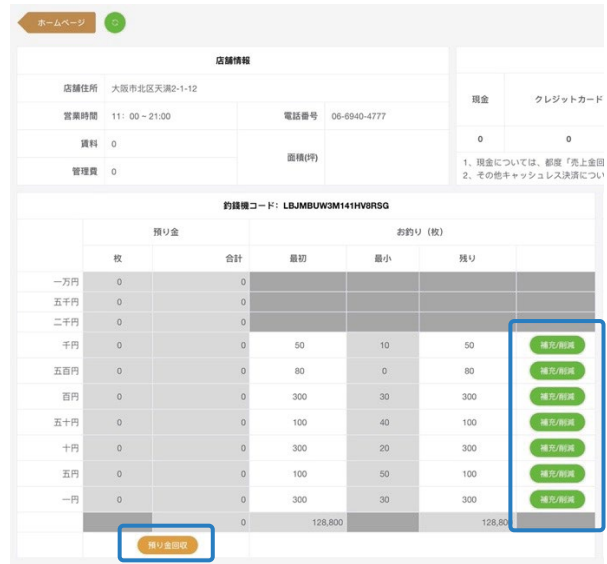 ホームページ
店舗情報
店舗住所 大阪市北区天満2-1-12
営業時間 11：00 ~ 21:00 電話番号 06-6940-4777
賃料 0
面積(坪)
管理費 0
現金 クレジットカード
0 0
1、現金については、都度「売上金回
2、その他キャッシュレス決済につい
釣錢機コード： LBJMBUW3M141HV8RSG
預り金 お釣り（枚）
枚 合計 最初 最小 残り
一万円 0 0
五千円 0 0
二千円 0 0
千円 0 0 50 10 50 補充/削減
五百円 0 0 80 0 80 補充/削減
百円 0 0 300 30 300 補充/削減
五十円 0 0 100 40 100 補充/削減
十円 0 0 300 20 300 補充/削減
五円 0 0 100 50 100 補充/削減
一円 0 0 300 30 300 補充/削減
0 128,800 128,800
預り金回収